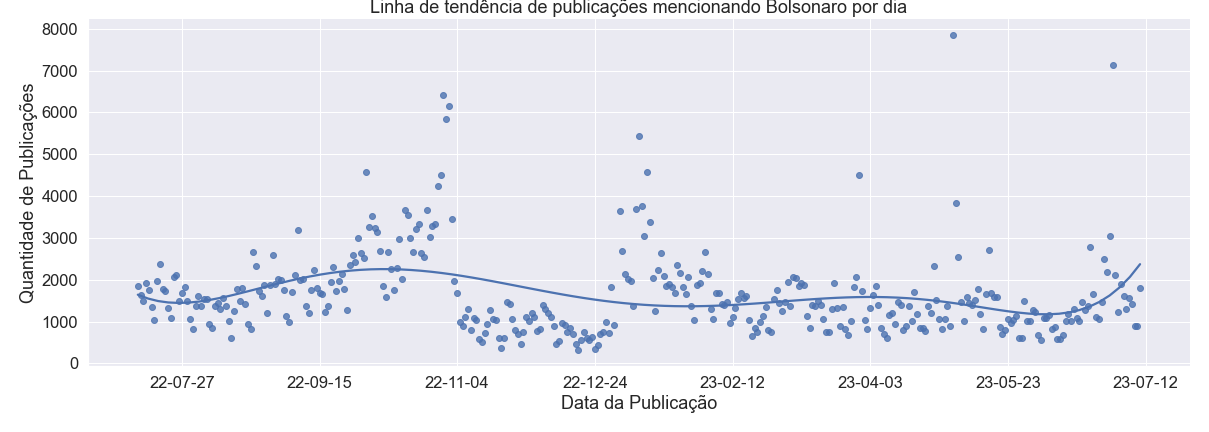 Linha de tendência de publicações mencionando Bolsonaro por dia
Quantidade de Publicações
8000
7000
6000
5000
4000
3000
2000
1000
0
22-07-27 22-09-15 22-11-04 22-12-24 23-02-12 23-04-03 23-05-23 23-07-12
Data da Publicação